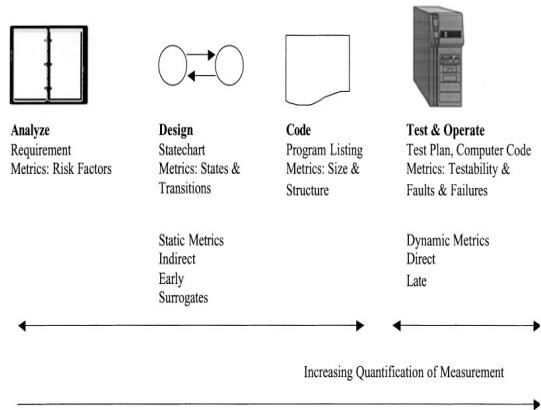 Analyze
Requirement
Metrics: Risk Factors
Design
Statechart
Metrics: States &
Transitions
Code
Program Listing
Metrics: Size &
Structure
Test & Operate
Test Plan, Computer Code
Metrics: Testability &
Faults & Failures
Static Metrics
Indirect
Early
Surrogates
Dynamic Metrics
Direct
Late
Increasing Quantification of Measurement